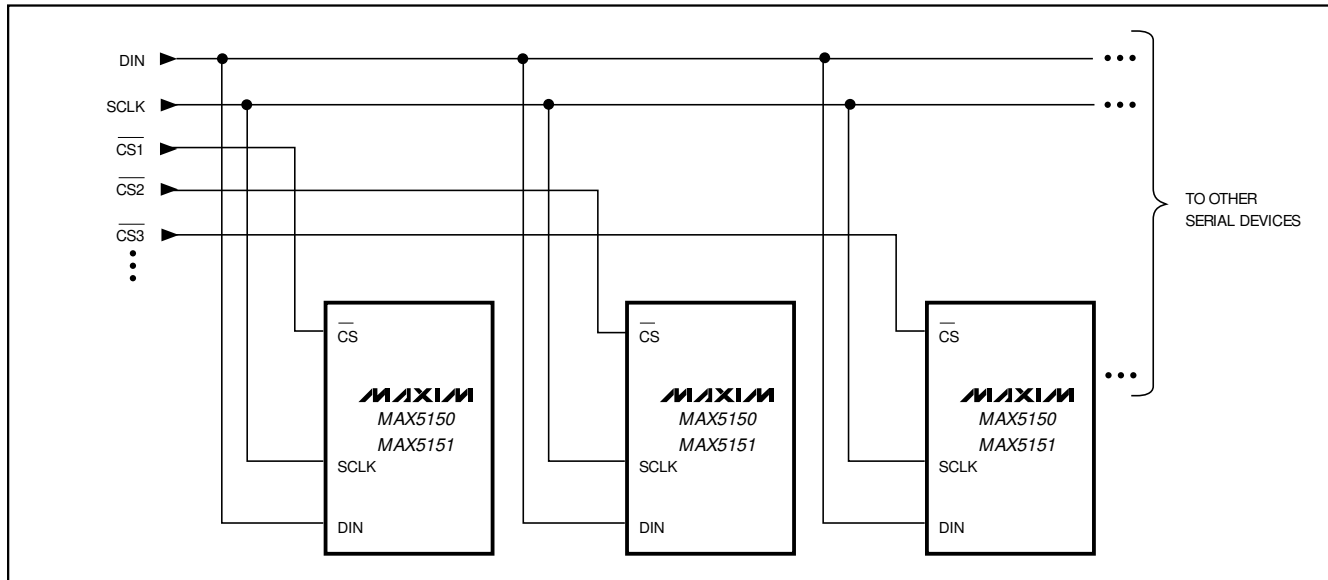 DIN
SCLK
CS1
CS2
CS3
TO OTHER
SERIAL DEVICES
CS
MAXIM
MAX5150
MAX5151
SCLK
DIN
CS
MAXIM
MAX5150
MAX5151
SCLK
DIN
CS
MAXIM
MAX5150
MAX5151
SCLK
DIN